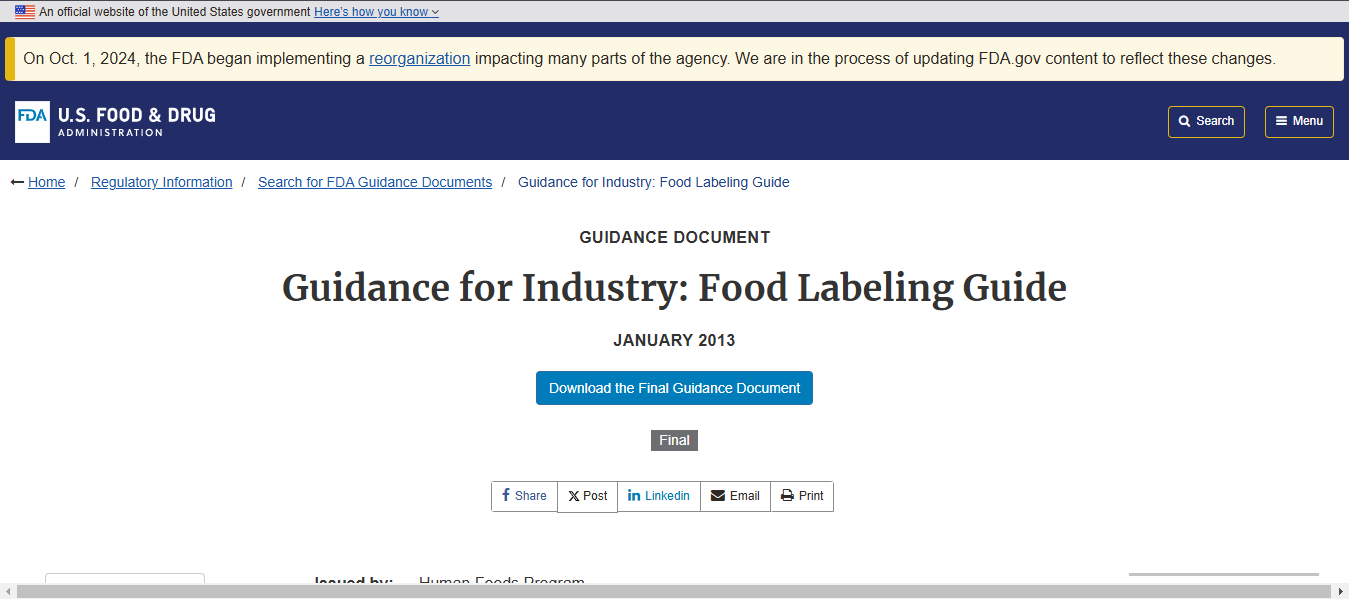 An official website of the United States government Here's how you know
On Oct. 1, 2024, the FDA began implementing a reorganization impacting many parts of the agency. We are in the process of updating FDA.gov content to reflect these changes.
FDA U.S. FOOD & DRUG
ADMINISTRATION
Search
Menu
Home / Regulatory Information / Search for FDA Guidance Documents / Guidance for Industry: Food Labeling Guide
GUIDANCE DOCUMENT
Guidance for Industry: Food Labeling Guide
JANUARY 2013
Download the Final Guidance Document
Final
Share Post Linkedin Email Print
Issued by: Human Foods Program